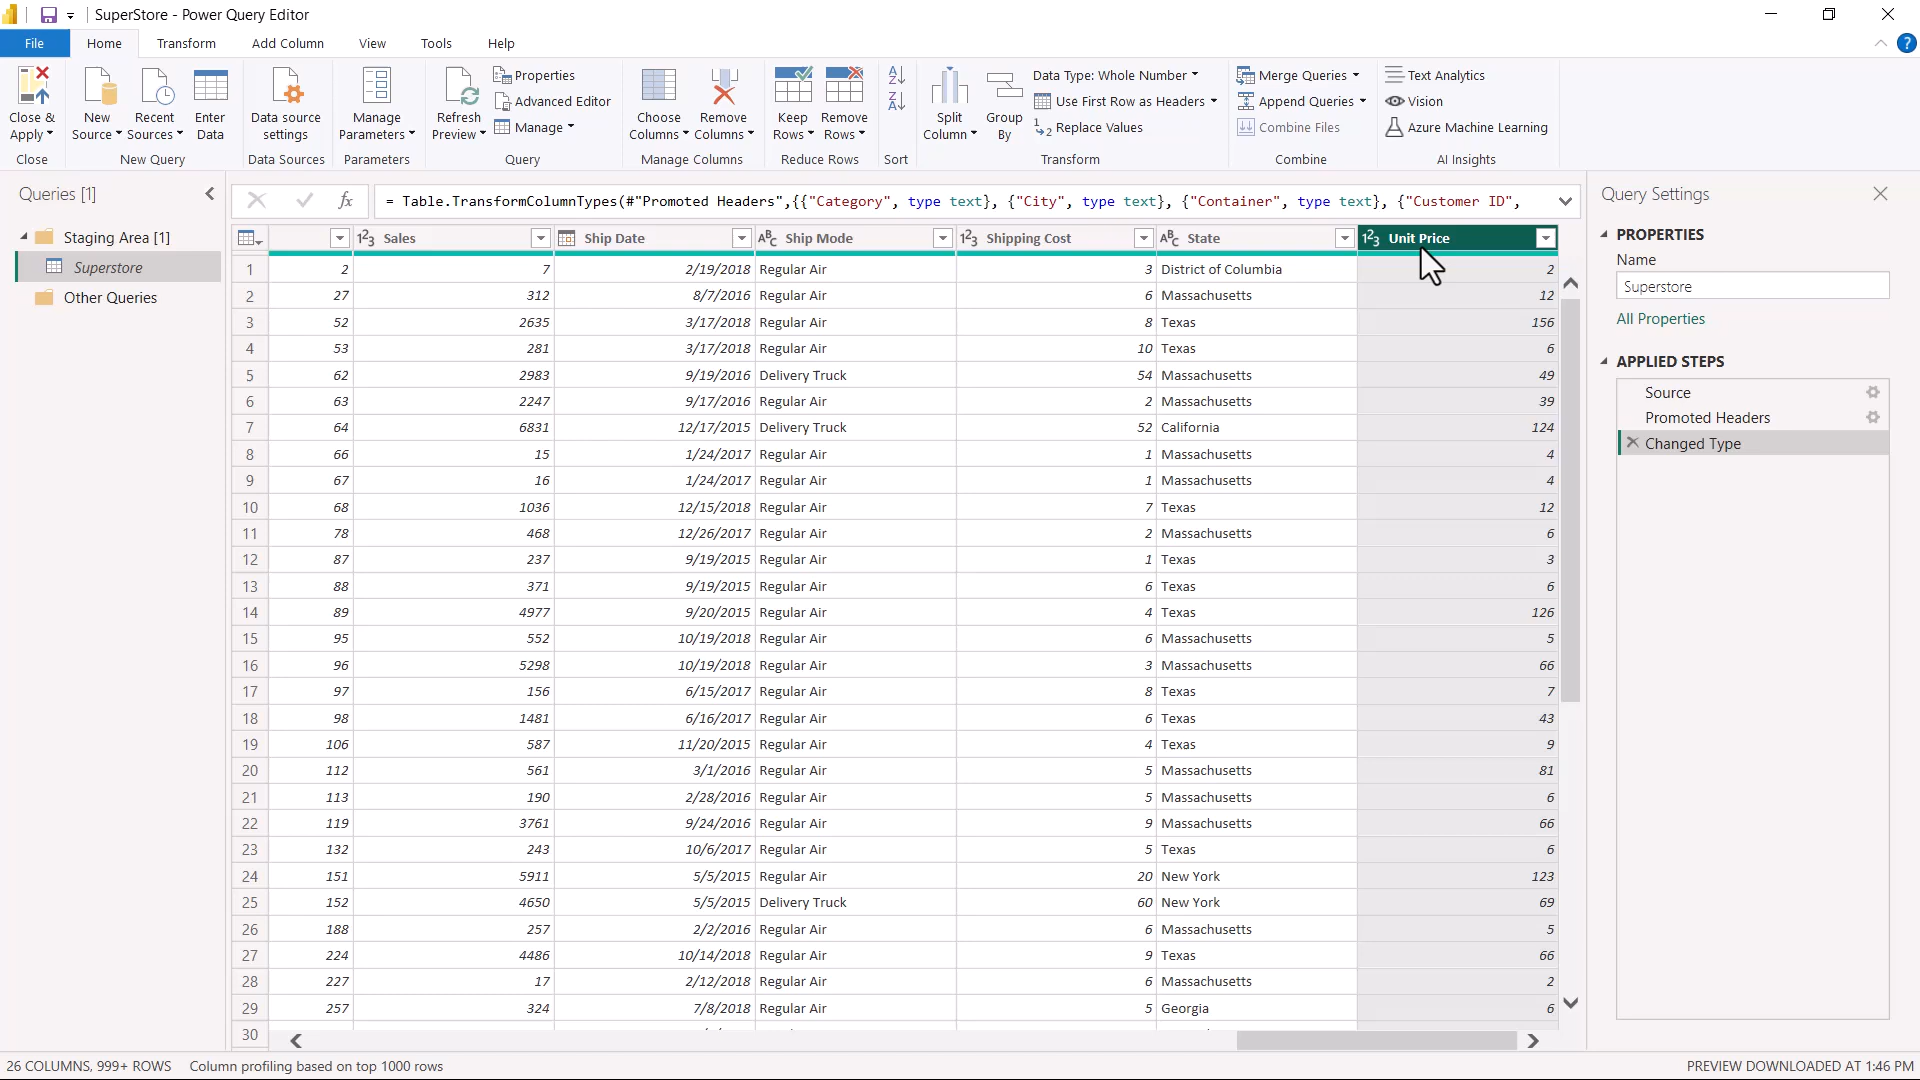 SuperStore - Power Query Editor
File Home Transform Add Column View Tools Help
Close & Apply
New Source
Recent Sources
Enter Data
Data source settings
Manage Parameters
Refresh Preview
Properties
Advanced Editor
Manage
Choose Columns
Remove Columns
Keep Rows
Remove Rows
Split Column
Group By
Data Type: Whole Number
Use First Row as Headers
Replace Values
Merge Queries
Append Queries
Combine Files
Text Analytics
Vision
Azure Machine Learning
Close New Query Data Sources Parameters Query Manage Columns Reduce Rows Sort Transform Combine AI Insights
Queries [1]
Staging Area [1]
Superstore
Other Queries
= Table.TransformColumnTypes(#"Promoted Headers",{{"Category", type text}, {"City", type text}, {"Container", type text}, {"Customer ID",
Sales Ship Date Ship Mode Shipping Cost State Unit Price
1 2 7 2/19/2018 Regular Air 3 District of Columbia 2
2 27 312 8/7/2016 Regular Air 6 Massachusetts 12
3 52 2635 3/17/2018 Regular Air 8 Texas 156
4 53 281 3/17/2018 Regular Air 10 Texas 6
5 62 2983 9/19/2016 Delivery Truck 54 Massachusetts 49
6 63 2247 9/17/2016 Regular Air 2 Massachusetts 39
7 64 6831 12/17/2015 Delivery Truck 52 California 124
8 66 15 1/24/2017 Regular Air 1 Massachusetts 4
9 67 16 1/24/2017 Regular Air 1 Massachusetts 4
10 68 1036 12/15/2018 Regular Air 7 Texas 12
11 78 468 12/26/2017 Regular Air 2 Massachusetts 6
12 87 237 9/19/2015 Regular Air 1 Texas 3
13 88 371 9/19/2015 Regular Air 6 Texas 6
14 89 4977 9/20/2015 Regular Air 4 Texas 126
15 95 552 10/19/2018 Regular Air 6 Massachusetts 5
16 96 5298 10/19/2018 Regular Air 3 Massachusetts 66
17 97 156 6/15/2017 Regular Air 8 Texas 7
18 98 1481 6/16/2017 Regular Air 6 Texas 43
19 106 587 11/20/2015 Regular Air 4 Texas 9
20 112 561 3/1/2016 Regular Air 5 Massachusetts 81
21 113 190 2/28/2016 Regular Air 5 Massachusetts 6
22 119 3761 9/24/2016 Regular Air 9 Massachusetts 66
23 132 243 10/6/2017 Regular Air 5 Texas 6
24 151 5911 5/5/2015 Regular Air 20 New York 123
25 152 4650 5/5/2015 Delivery Truck 60 New York 69
26 188 257 2/2/2016 Regular Air 6 Massachusetts 5
27 224 4486 10/14/2018 Regular Air 9 Texas 66
28 227 17 2/12/2018 Regular Air 6 Massachusetts 2
29 257 324 7/8/2018 Regular Air 5 Georgia 6
30
Query Settings
PROPERTIES
Name
Superstore
All Properties
APPLIED STEPS
Source
Promoted Headers
Changed Type
26 COLUMNS, 999+ ROWS Column profiling based on top 1000 rows
PREVIEW DOWNLOADED AT 1:46 PM